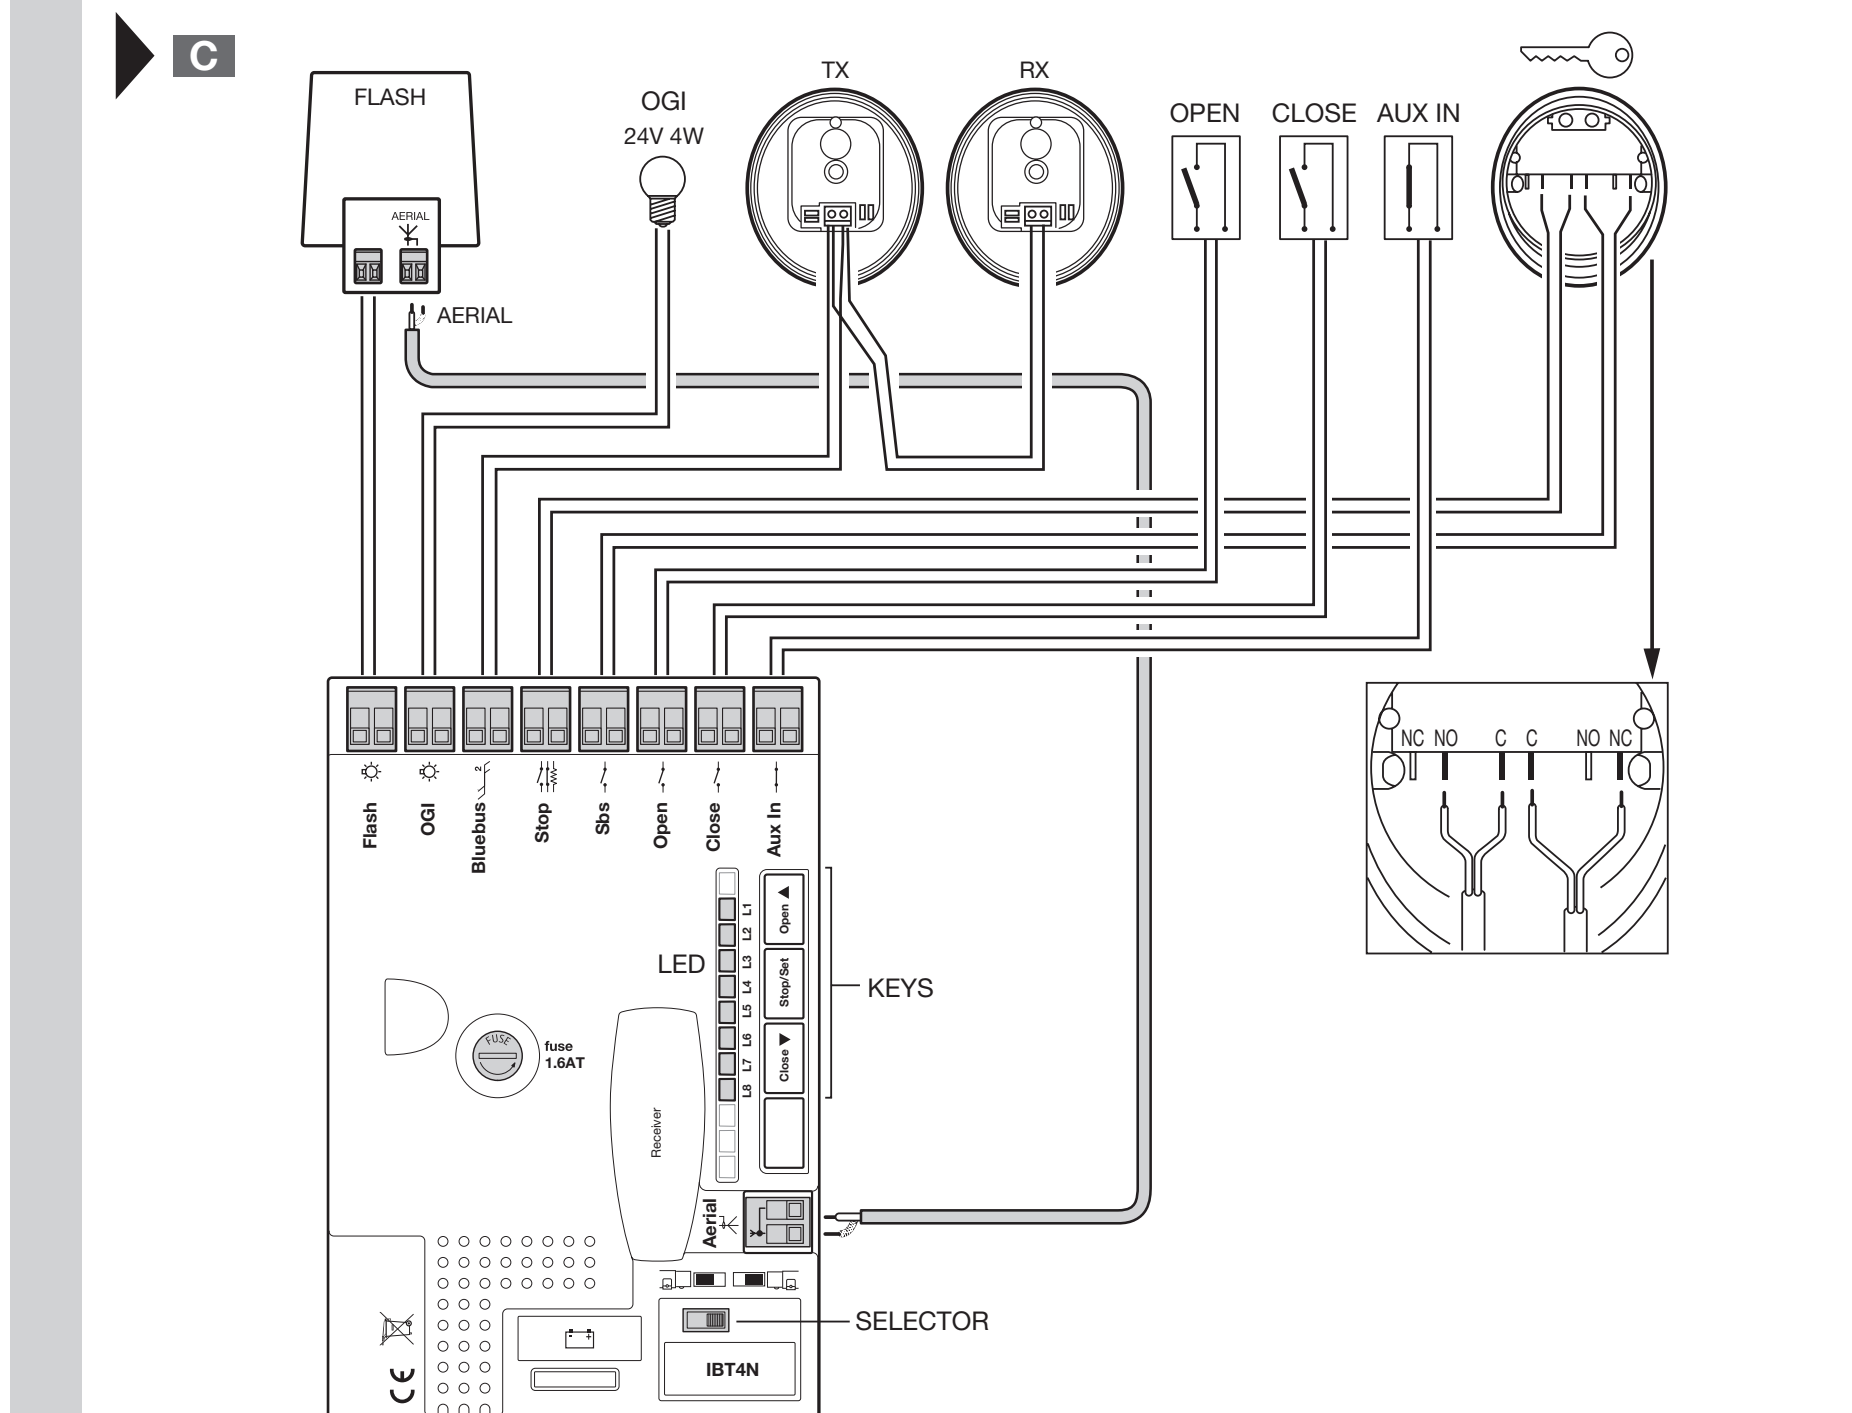 C
FLASH
AERIAL
AERIAL
OGI
24V 4W
TX
RX
OPEN
CLOSE
AUX IN
NC NO C C NO NC
Flash
OGI
2
Bluebus
Stop
Sbs
Open
Close
Aux In
L1
L2
L3
L4
L5
L6
L7
L8
LED
Open ▲
Stop/Set
Close ▼
KEYS
FUSE
fuse
1.6AT
Receiver
Aerial
SELECTOR
- +
IBT4N
CE